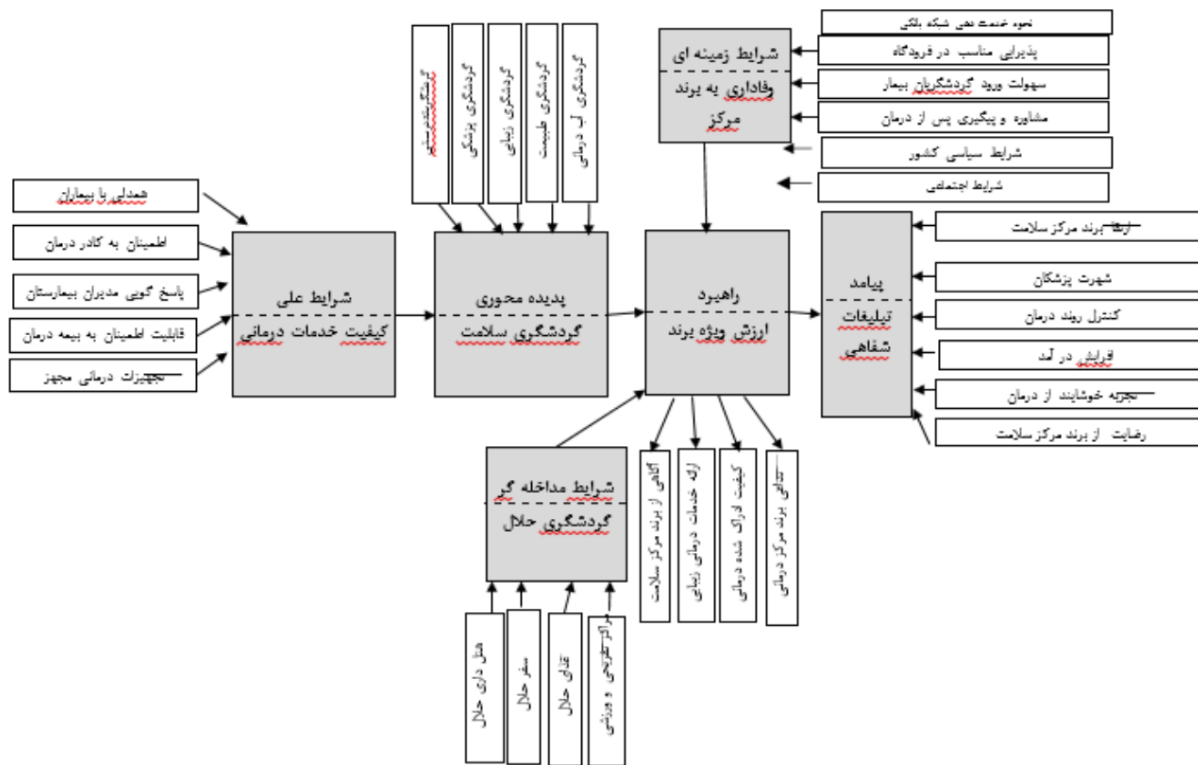 نحوه خدمت دهی شبکه بانکی
پذیرایی مناسب در فرودگاه
سهولت ورود گردشگریان بیمار
مشاوره و پیگیری پس از درمان
شرایط سیاسی کشور
شرایط اجتماعی
شرایط زمینه ای
وفاداری به برند
مرکز
گردشگری آب درمانی
گردشگری طبیعت
گردشگری زیبایی
گردشگری پزشکی
همدلی با بیماران
اطمینان به کادر درمان
پاسخ گویی مدیران بیمارستان
قابلیت اطمینان به بیمه درمان
تجهیزات درمانی مجهز
شرایط علی
کیفیت خدمات درمانی
پدیده محوری
گردشگری سلامت
راهبرد
ارزش ویژه برند
پیامد
تبلیغات
شفاهی
ارتقا برند مرکز سلامت
شهرت پزشکان
کنترل روند درمان
افزایش در آمد
تجربه خوشایند از درمان
رضایت از برند مرکز سلامت
شرایط مداخله گر
گردشگری حلال
تداعی برند مرکز درمانی
کیفیت ادراک شده درمانی
ارائه خدمات درمانی زیبایی
آگاهی از برند مرکز سلامت
مراکز تفریحی و ورزشی
غذای حلال
سفر حلال
هتل داری حلال